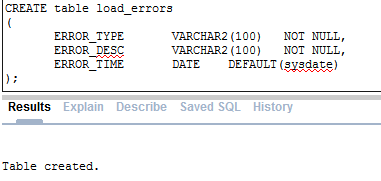 CREATE table load_errors
(
ERROR_TYPE VARCHAR2(100) NOT NULL,
ERROR_DESC VARCHAR2(100) NOT NULL,
ERROR_TIME DATE DEFAULT(sysdate)
);
Results Explain Describe Saved SQL History
Table created.